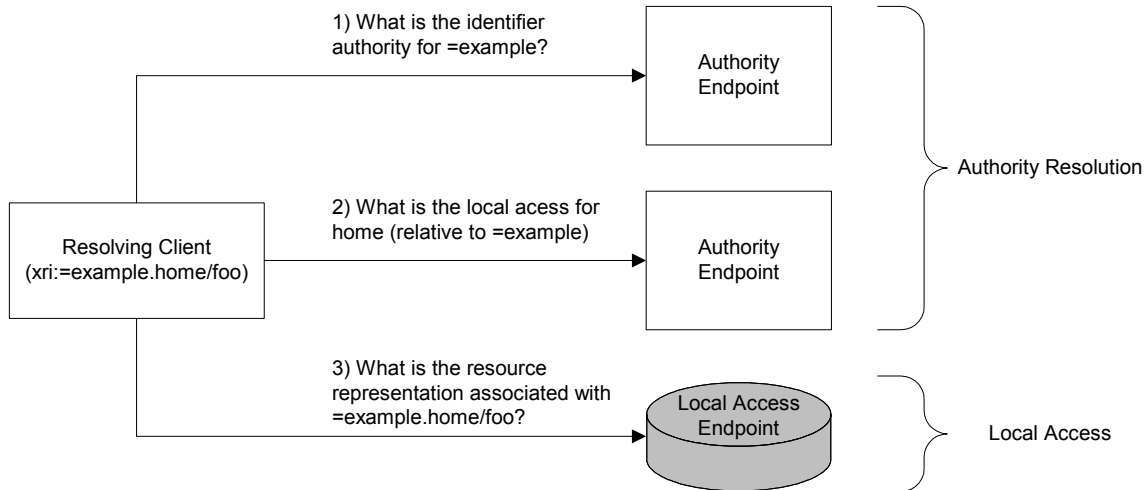 1) What is the identifier
authority for =example?
Authority
Endpoint
Authority Resolution
Resolving Client
(xri:=example.home/foo)
2) What is the local acess for
home (relative to =example)
Authority
Endpoint
3) What is the resource
representation associated with
=example.home/foo?
Local Access
Endpoint
Local Access